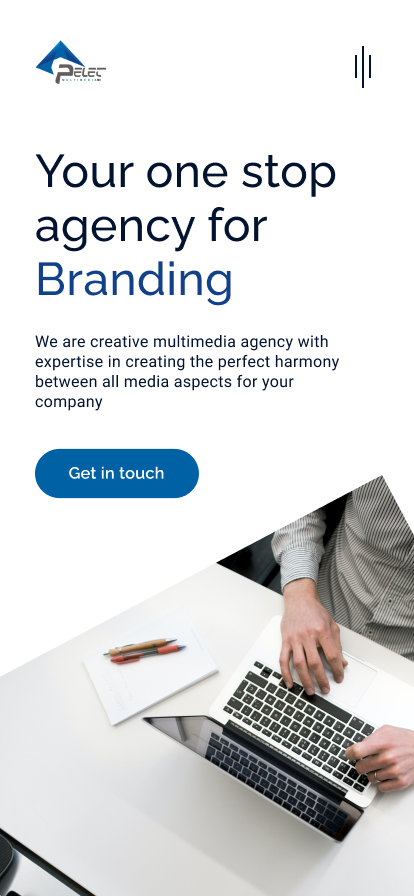 Pelet
MULTIMEDIA
Your one stop
agency for
Branding
We are creative multimedia agency with
expertise in creating the perfect harmony
between all media aspects for your
company
Get in touch